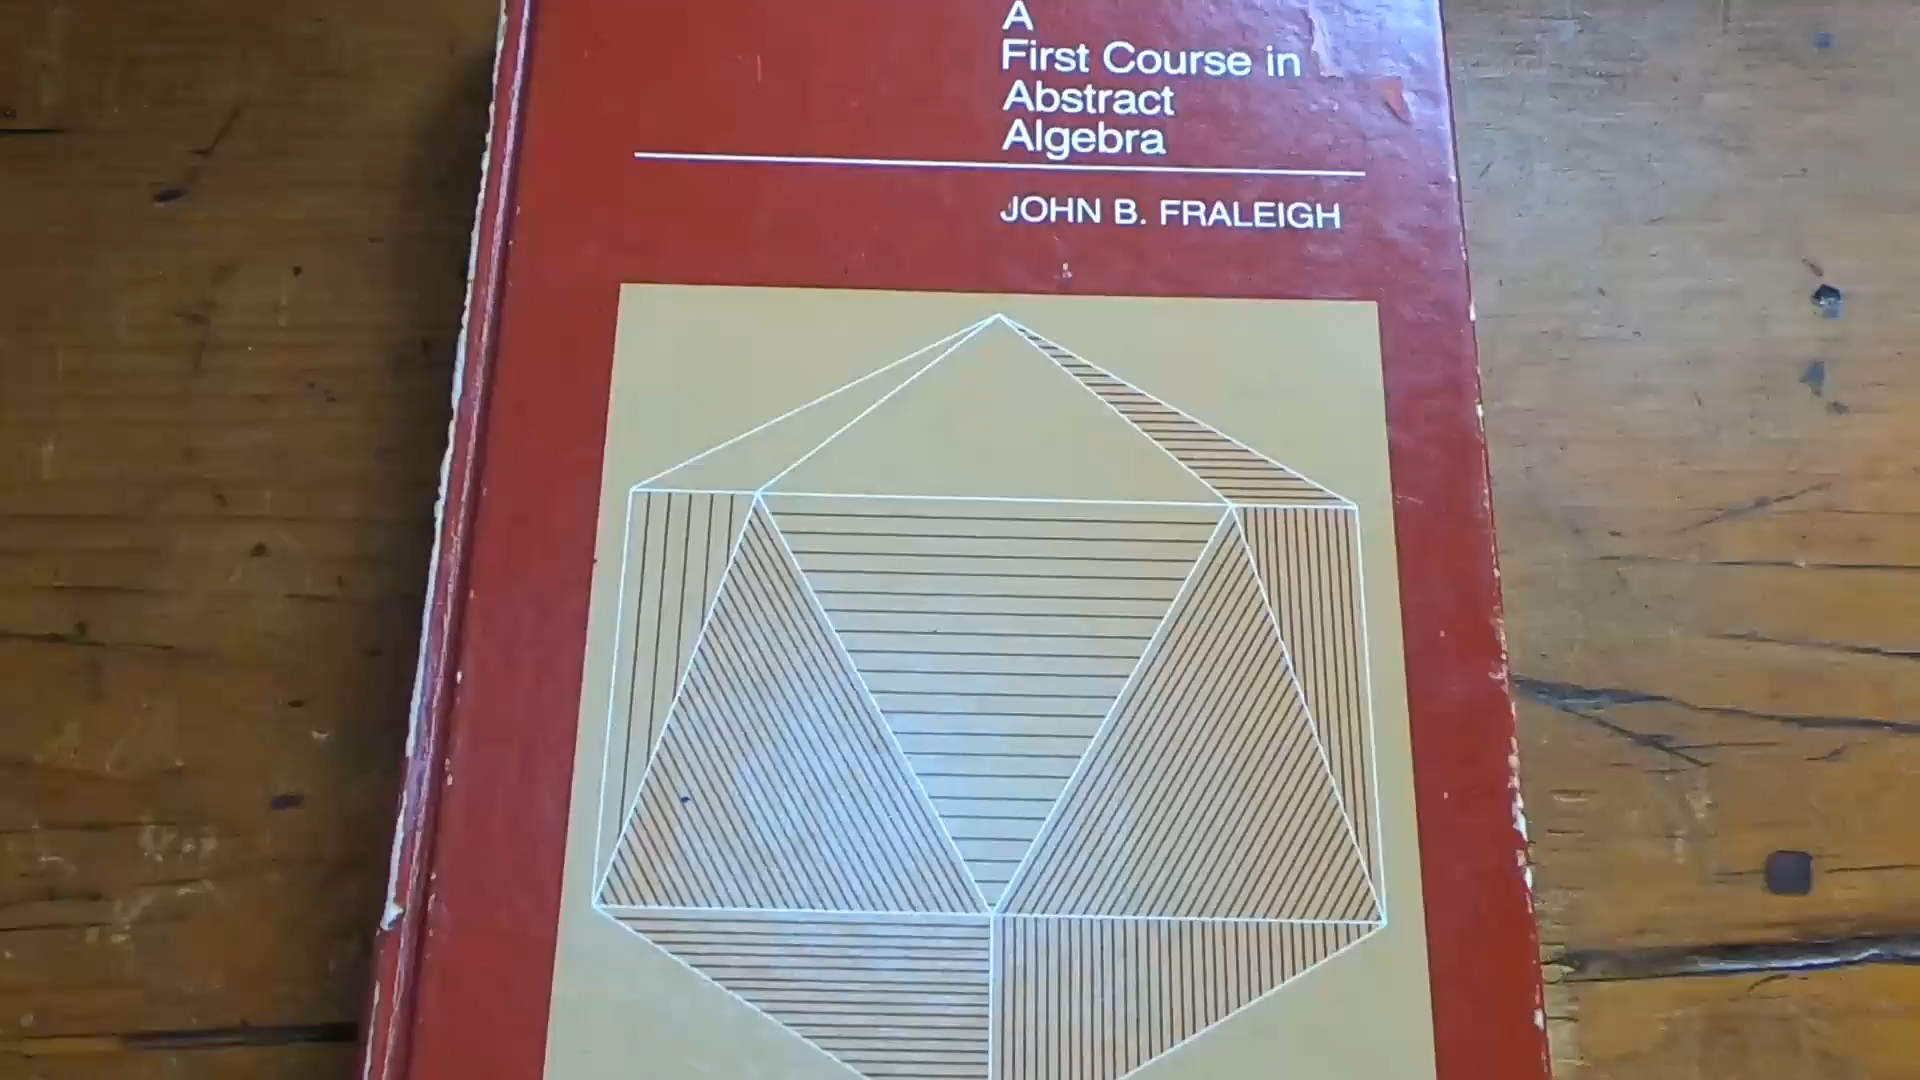 A
First Course in
Abstract
Algebra
JOHN B. FRALEIGH